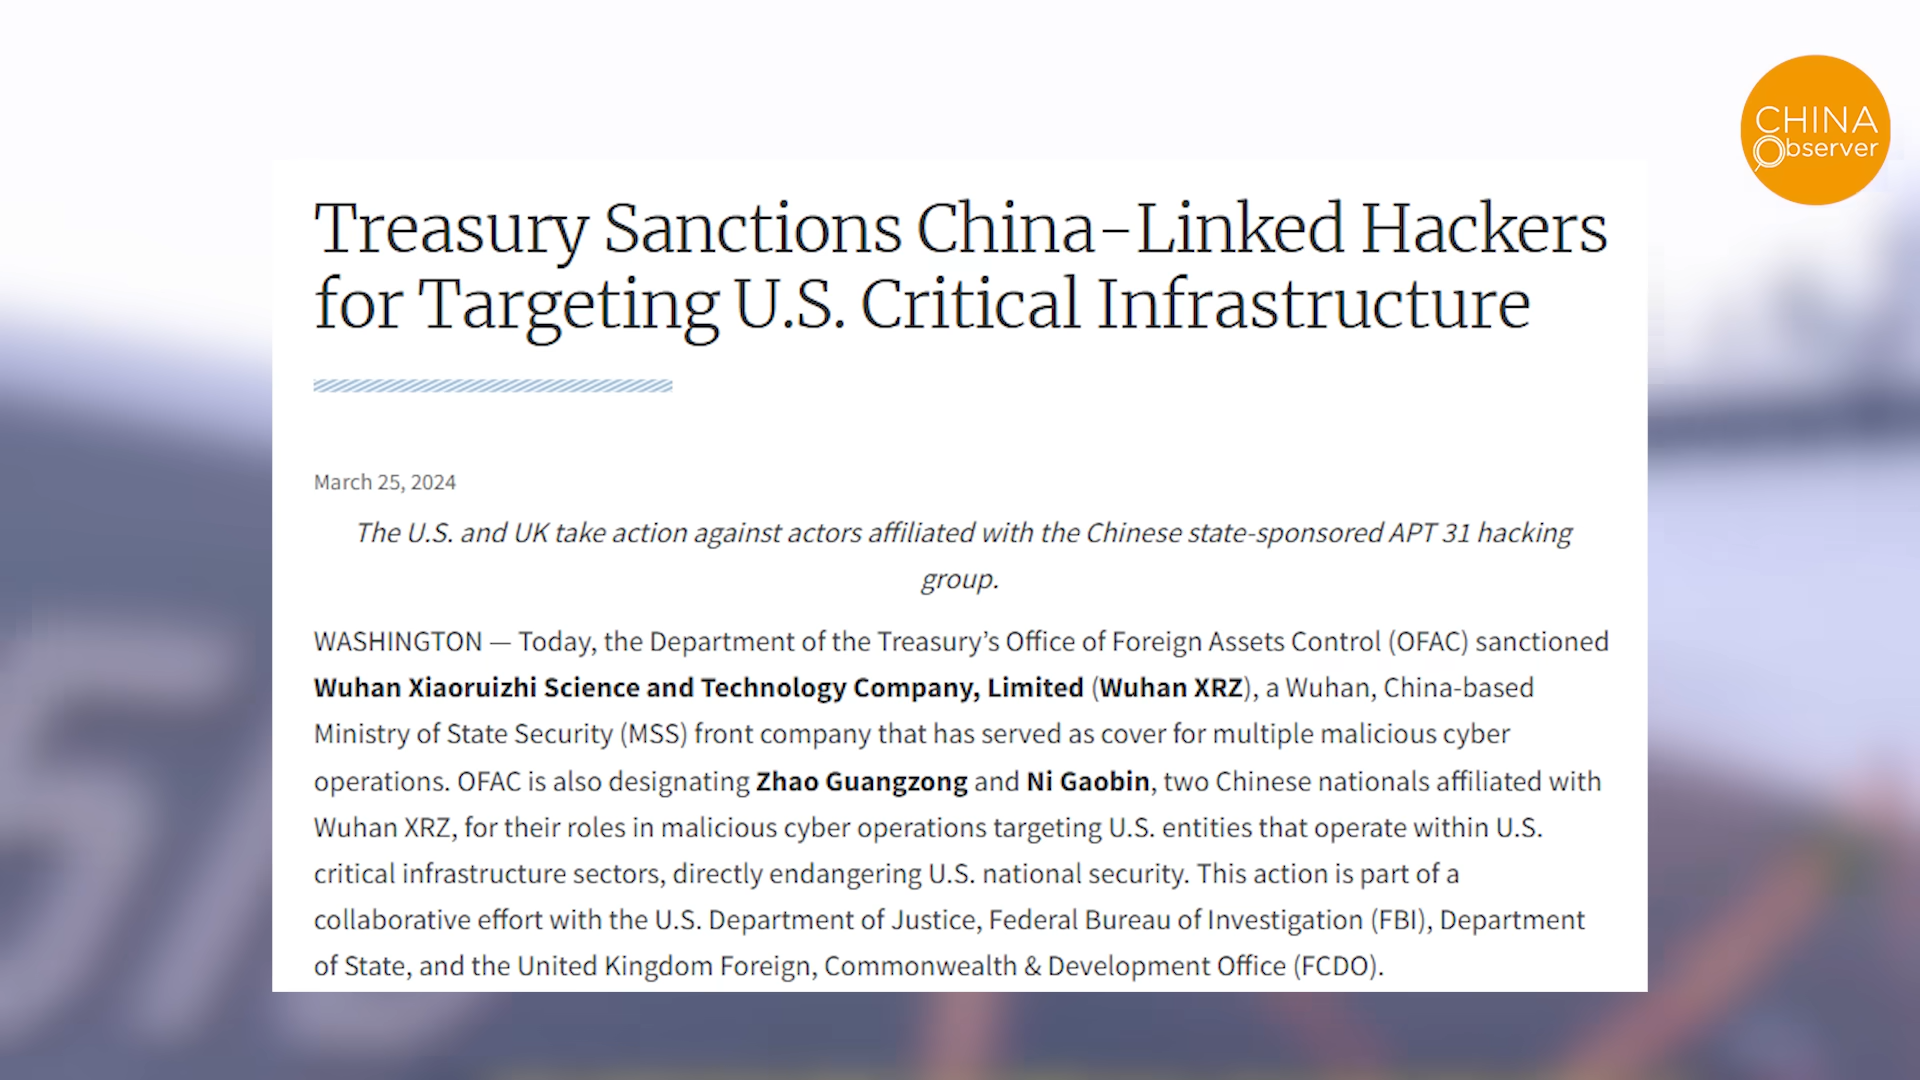 CHINA
Observer
Treasury Sanctions China-Linked Hackers
for Targeting U.S. Critical Infrastructure
March 25, 2024
The U.S. and UK take action against actors affiliated with the Chinese state-sponsored APT 31 hacking
group.
WASHINGTON — Today, the Department of the Treasury’s Office of Foreign Assets Control (OFAC) sanctioned
Wuhan Xiaoruizhi Science and Technology Company, Limited (Wuhan XRZ), a Wuhan, China-based
Ministry of State Security (MSS) front company that has served as cover for multiple malicious cyber
operations. OFAC is also designating Zhao Guangzong and Ni Gaobin, two Chinese nationals affiliated with
Wuhan XRZ, for their roles in malicious cyber operations targeting U.S. entities that operate within U.S.
critical infrastructure sectors, directly endangering U.S. national security. This action is part of a
collaborative effort with the U.S. Department of Justice, Federal Bureau of Investigation (FBI), Department
of State, and the United Kingdom Foreign, Commonwealth & Development Office (FCDO).